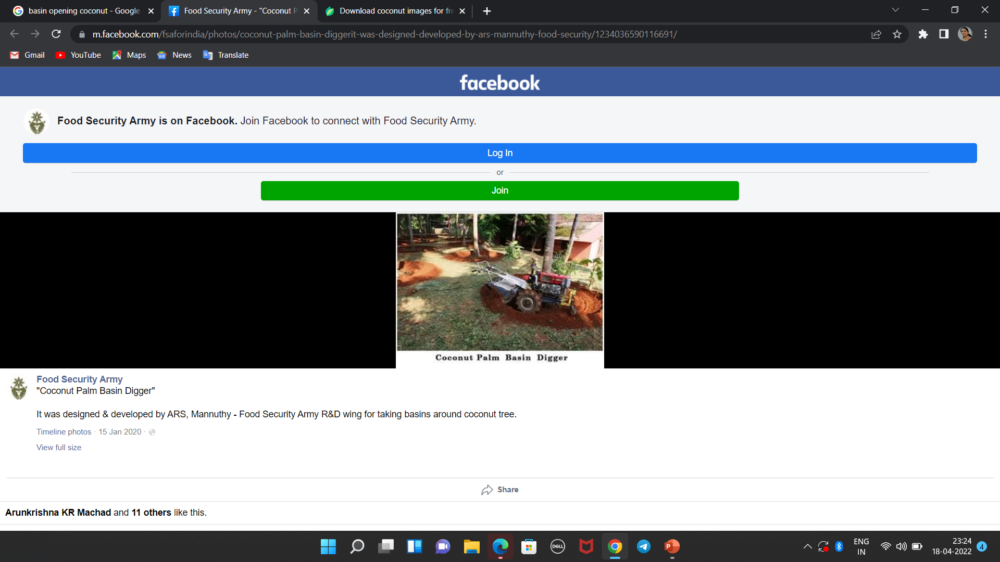 basin opening coconut - Google
Food Security Army - "Coconut P
Download coconut images for fre
m.facebook.com/fsaforindia/photos/coconut-palm-basin-diggerit-was-designed-developed-by-ars-mannuthy-food-security/1234036590116691/
Gmail YouTube Maps News Translate
facebook
Food Security Army is on Facebook. Join Facebook to connect with Food Security Army.
Log In
or
Join
Coconut Palm Basin Digger
Food Security Army
"Coconut Palm Basin Digger"
It was designed & developed by ARS, Mannuthy - Food Security Army R&D wing for taking basins around coconut tree.
Timeline photos · 15 Jan 2020 ·
View full size
Share
Arunkrishna KR Machad and 11 others like this.
DELL
P
ENG
IN
23:24
18-04-2022
4